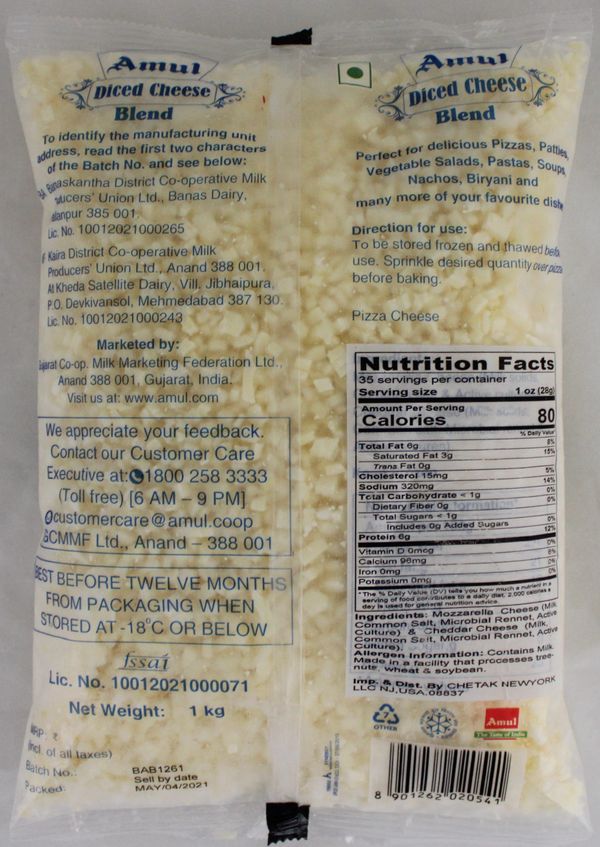 Amul
Diced Cheese
Blend
To identify the manufacturing unit
address, read the first two characters
of the Batch No. and see below:
Banaskantha District Co-operative Milk
Producers' Union Ltd., Banas Dairy,
Palanpur 385 001.
Lic. No. 10012021000265
Kaira District Co-operative Milk
Producers' Union Ltd., Anand 388 001.
At Kheda Satellite Dairy, Vill. Jibhaipura,
P.O. Devkivansol, Mehmedabad 387 130.
Lic. No. 10012021000243
Marketed by:
Gujarat Co-op. Milk Marketing Federation Ltd.,
Anand 388 001, Gujarat, India.
Visit us at: www.amul.com
We appreciate your feedback.
Contact our Customer Care
Executive at: 1800 258 3333
(Toll free) [6 AM – 9 PM]
customercare@amul.coop
GCMMF Ltd., Anand – 388 001
BEST BEFORE TWELVE MONTHS
FROM PACKAGING WHEN
STORED AT -18°C OR BELOW
fssai
Lic. No. 10012021000071
Net Weight: 1 kg
MRP: ₹
(incl. of all taxes)
Batch No.: BAB1261
Sell by date
Packed: MAY/04/2021
Amul
Diced Cheese
Blend
Perfect for delicious Pizzas, Patties,
Vegetable Salads, Pastas, Soups,
Nachos, Biryani and
many more of your favourite dish
Direction for use:
To be stored frozen and thawed before
use. Sprinkle desired quantity over pizza
before baking.
Pizza Cheese
Nutrition Facts
35 servings per container
Serving size 1 oz (28g)
Amount Per Serving
Calories 80
% Daily Value*
Total Fat 6g 8%
Saturated Fat 3g 15%
Trans Fat 0g
Cholesterol 15mg 5%
Sodium 320mg 14%
Total Carbohydrate < 1g 0%
Dietary Fiber 0g 0%
Total Sugars < 1g
Includes 0g Added Sugars 0%
Protein 6g 12%
Vitamin D 0mcg 0%
Calcium 96mg 8%
Iron 0mg 0%
Potassium 0mg 0%
*The % Daily Value (DV) tells you how much a nutrient in a
serving of food contributes to a daily diet. 2,000 calories a
day is used for general nutrition advice.
Ingredients: Mozzarella Cheese (Milk,
Common Salt, Microbial Rennet, Active
Culture) & Cheddar Cheese (Milk,
Common Salt, Microbial Rennet, Active
Culture).
Allergen Information: Contains Milk.
Made in a facility that processes tree-
nuts, wheat & soybean.
Imp. & Dist. By CHETAK NEWYORK
LLC NJ,USA.08837
7
OTHER
Amul
The Taste of India
8 901262 020541